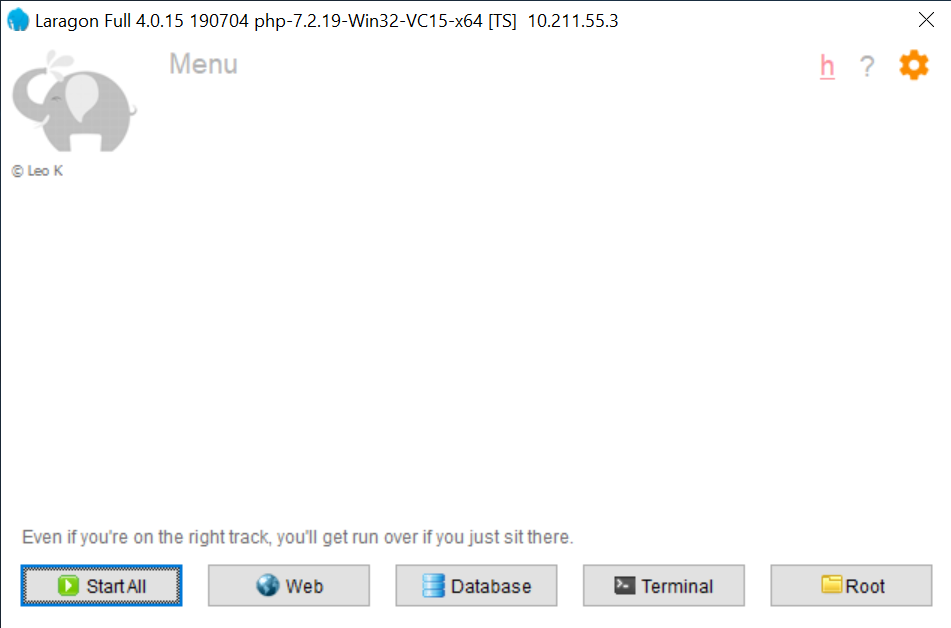 Laragon Full 4.0.15 190704 php-7.2.19-Win32-VC15-x64 [TS]  10.211.55.3
Menu
h
?
© Leo K
Even if you're on the right track, you'll get run over if you just sit there.
Start All
Web
Database
Terminal
Root